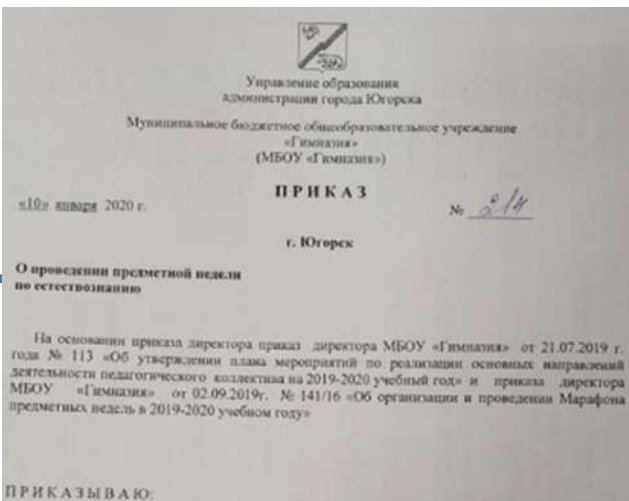 Управление образования
администрации города Югорска
Муниципальное бюджетное общеобразовательное учреждение
«Гимназия»
(МБОУ «Гимназия»)
ПРИКАЗ
«10» января 2020 г.
№ 214
г. Югорск
О проведении предметной недели
по естествознанию
На основании приказа директора приказ директора МБОУ «Гимназия» от 21.07.2019 г.
года № 113 «Об утверждении плана мероприятий по реализации основных направлений
деятельности педагогического коллектива на 2019-2020 учебный год» и приказа директора
МБОУ «Гимназия» от 02.09.2019г. № 141/16 «Об организации и проведении Марафона
предметных недель в 2019-2020 учебном году»
ПРИКАЗЫВАЮ: